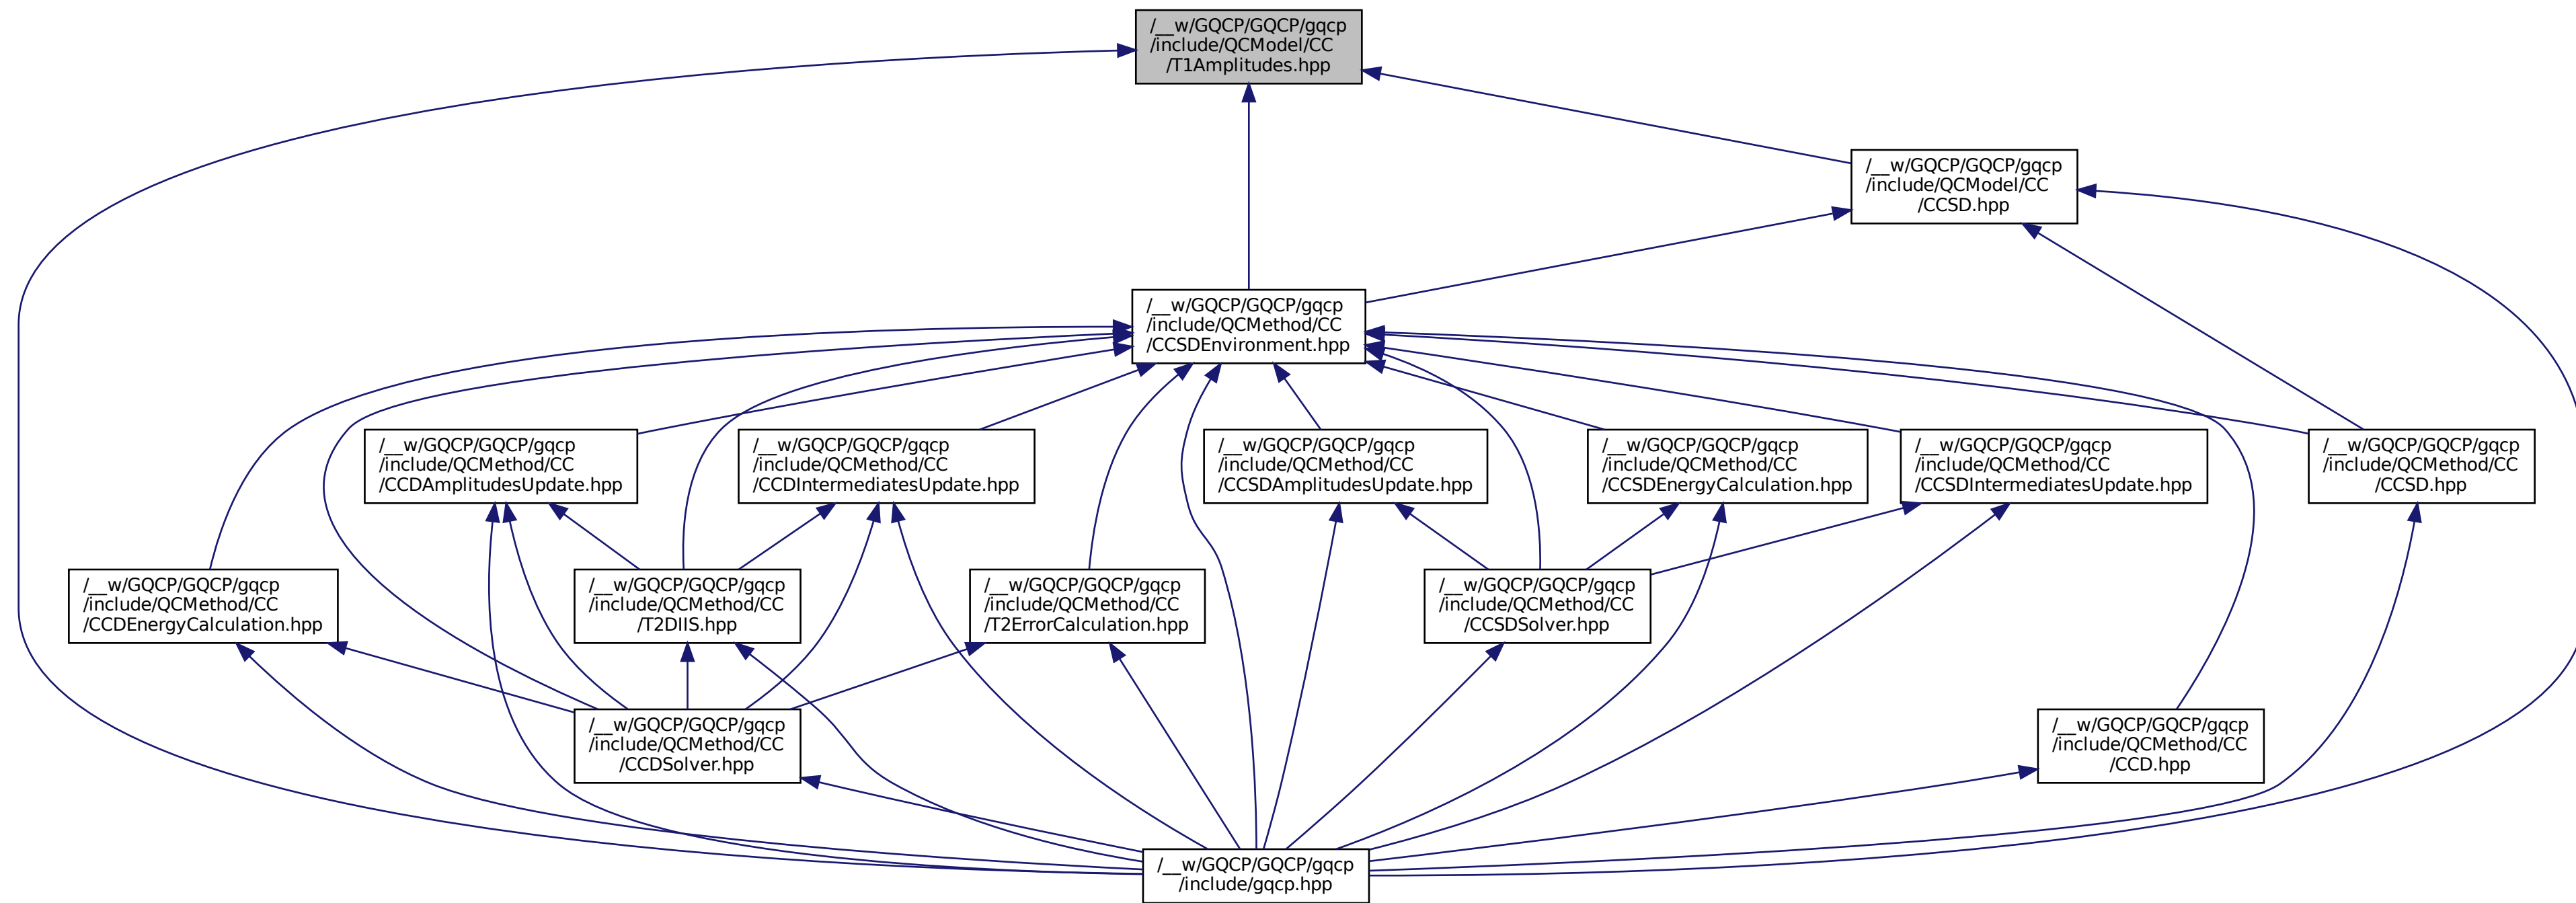 /__w/GQCP/GQCP/gqcp
/include/QCModel/CC
/T1Amplitudes.hpp
/__w/GQCP/GQCP/gqcp
/include/QCModel/CC
/CCSD.hpp
/__w/GQCP/GQCP/gqcp
/include/QCMethod/CC
/CCSDEnvironment.hpp
/__w/GQCP/GQCP/gqcp
/include/QCMethod/CC
/CCDAmplitudesUpdate.hpp
/__w/GQCP/GQCP/gqcp
/include/QCMethod/CC
/CCDIntermediatesUpdate.hpp
/__w/GQCP/GQCP/gqcp
/include/QCMethod/CC
/CCSDAmplitudesUpdate.hpp
/__w/GQCP/GQCP/gqcp
/include/QCMethod/CC
/CCSDEnergyCalculation.hpp
/__w/GQCP/GQCP/gqcp
/include/QCMethod/CC
/CCSDIntermediatesUpdate.hpp
/__w/GQCP/GQCP/gqcp
/include/QCMethod/CC
/CCSD.hpp
/__w/GQCP/GQCP/gqcp
/include/QCMethod/CC
/CCDEnergyCalculation.hpp
/__w/GQCP/GQCP/gqcp
/include/QCMethod/CC
/T2DIIS.hpp
/__w/GQCP/GQCP/gqcp
/include/QCMethod/CC
/T2ErrorCalculation.hpp
/__w/GQCP/GQCP/gqcp
/include/QCMethod/CC
/CCSDSolver.hpp
/__w/GQCP/GQCP/gqcp
/include/QCMethod/CC
/CCDSolver.hpp
/__w/GQCP/GQCP/gqcp
/include/QCMethod/CC
/CCD.hpp
/__w/GQCP/GQCP/gqcp
/include/gqcp.hpp